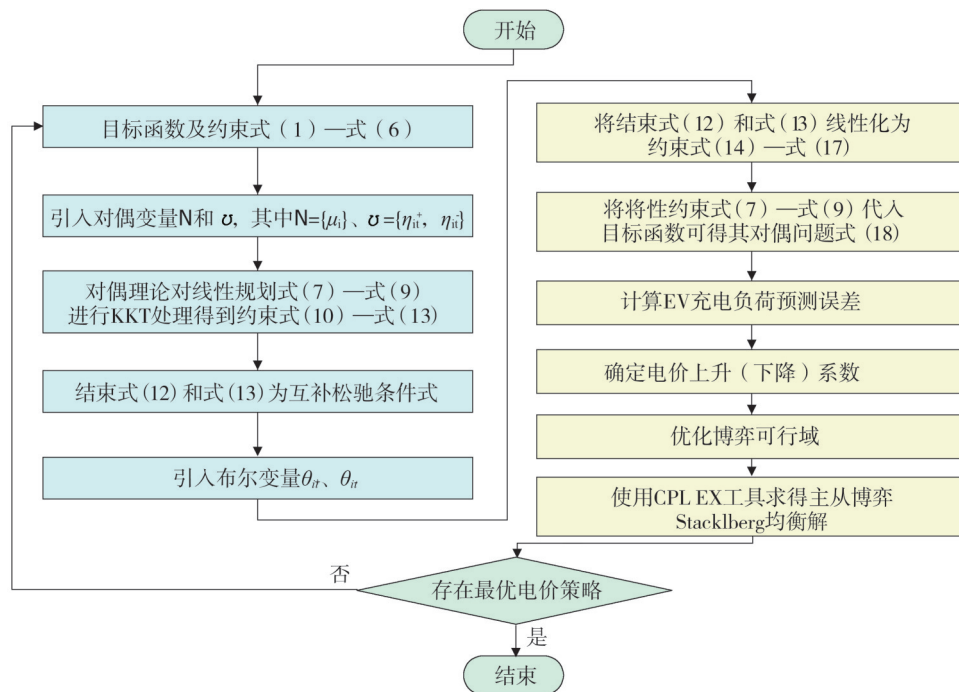 开始
目标函数及约束式（1）—式（6）
引入对偶变量N和 ʊ，其中N={μi}、ʊ={ηit+，ηit-}
对偶理论对线性规划式（7）—式（9）
进行KKT处理得到约束式（10）—式（13）
结束式（12）和式（13）为互补松驰条件式
引入布尔变量θit、θit
将结束式（12）和式（13）线性化为
约束式（14）—式（17）
将将性约束式（7）—式（9）代入
目标函数可得其对偶问题式（18）
计算EV充电负荷预测误差
确定电价上升（下降）系数
优化博弈可行域
使用CPL EX工具求得主从博弈
Stacklberg均衡解
存在最优电价策略
否
是
结束